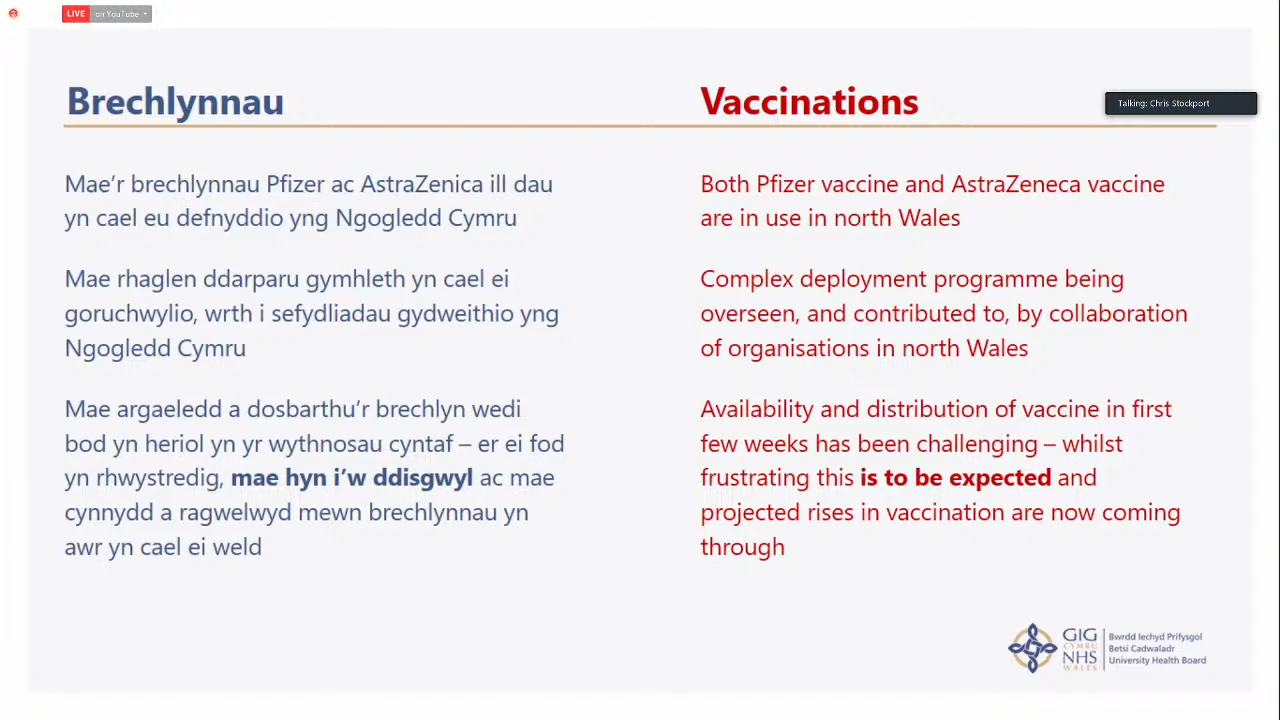 LIVE on YouTube
Talking: Chris Stockport
Brechlynnau
Mae’r brechlynnau Pfizer ac AstraZenica ill dau
yn cael eu defnyddio yng Ngogledd Cymru
Mae rhaglen ddarparu gymhleth yn cael ei
goruchwylio, wrth i sefydliadau gydweithio yng
Ngogledd Cymru
Mae argaeledd a dosbarthu’r brechlyn wedi
bod yn heriol yn yr wythnosau cyntaf – er ei fod
yn rhwystredig, mae hyn i’w ddisgwyl ac mae
cynnydd a ragwelwyd mewn brechlynnau yn
awr yn cael ei weld
Vaccinations
Both Pfizer vaccine and AstraZeneca vaccine
are in use in north Wales
Complex deployment programme being
overseen, and contributed to, by collaboration
of organisations in north Wales
Availability and distribution of vaccine in first
few weeks has been challenging – whilst
frustrating this is to be expected and
projected rises in vaccination are now coming
through
GIG
CYMRU
NHS
WALES
Bwrdd Iechyd Prifysgol
Betsi Cadwaladr
University Health Board